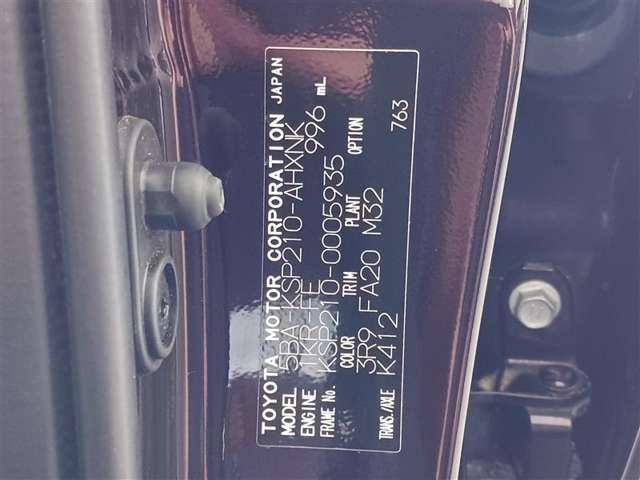 TOYOTA MOTOR CORPORATION JAPAN
MODEL 5BA-KSP210-AHXNK
ENGINE 1KR-FE 996 mL
FRAME No. KSP210-0005935
COLOR TRIM PLANT OPTION
3R9 FA20 M32 763
TRANS./AXLE K412